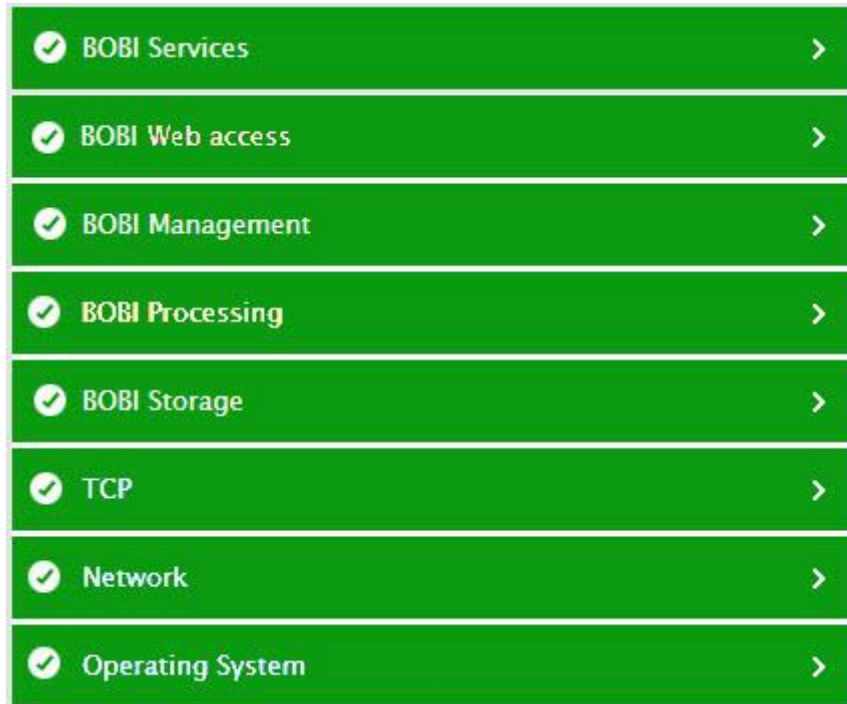 BOBI Services
BOBI Web access
BOBI Management
BOBI Processing
BOBI Storage
TCP
Network
Operating System